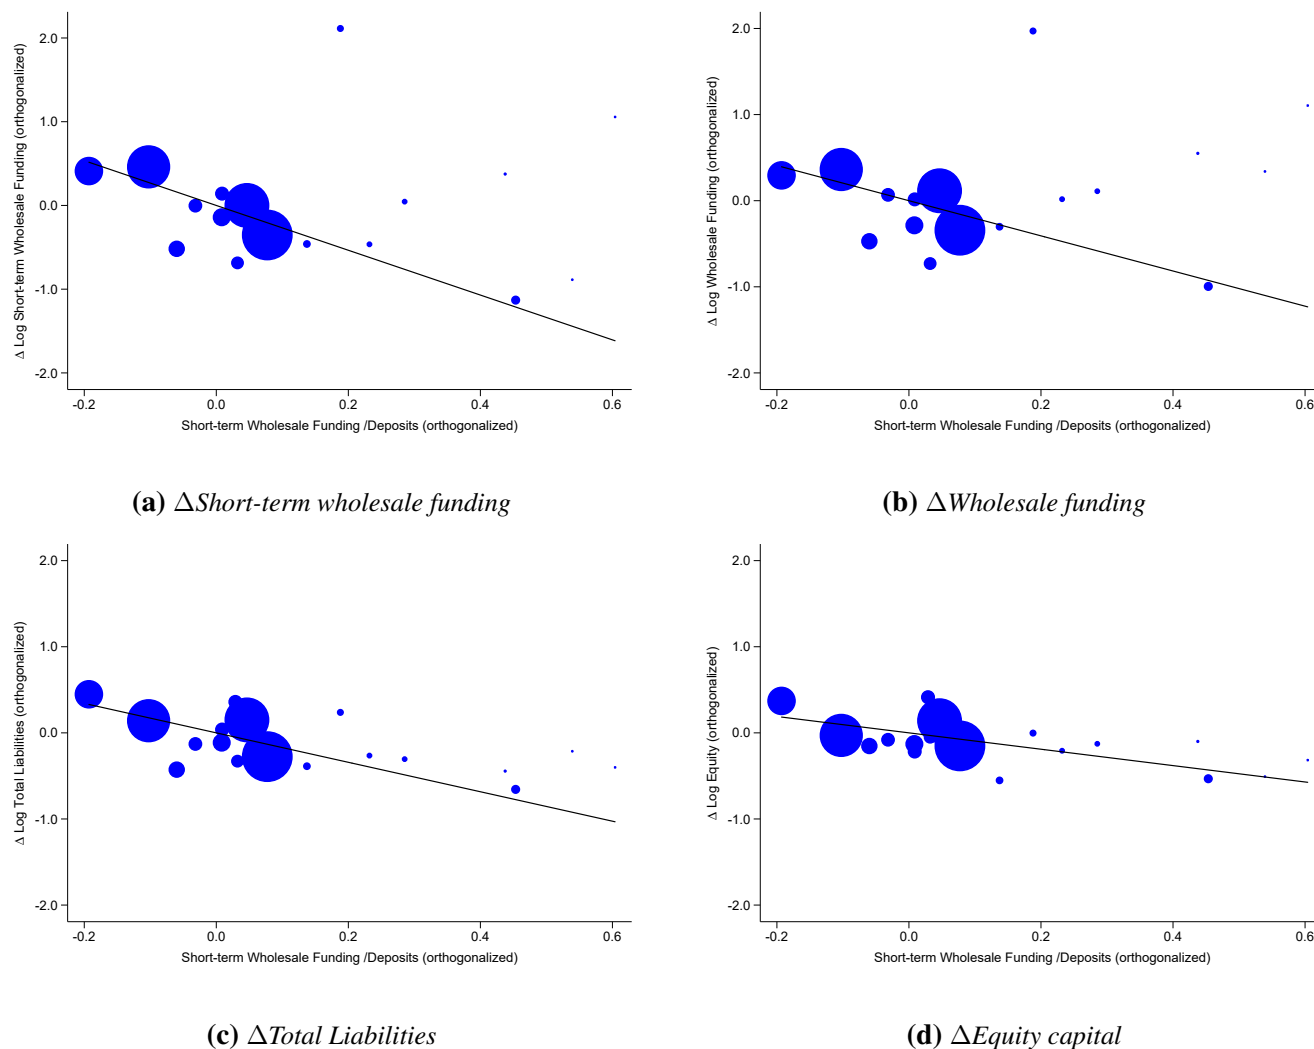 2.0
1.0
0.0
-1.0
-2.0
Δ Log Short-term Wholesale Funding (orthogonalized)
-0.2 0.0 0.2 0.4 0.6
Short-term Wholesale Funding /Deposits (orthogonalized)
(a) ΔShort-term wholesale funding
2.0
1.0
0.0
-1.0
-2.0
Δ Log Wholesale Funding (orthogonalized)
-0.2 0.0 0.2 0.4 0.6
Short-term Wholesale Funding /Deposits (orthogonalized)
(b) ΔWholesale funding
2.0
1.0
0.0
-1.0
-2.0
Δ Log Total Liabilities (orthogonalized)
-0.2 0.0 0.2 0.4 0.6
Short-term Wholesale Funding /Deposits (orthogonalized)
(c) ΔTotal Liabilities
2.0
1.0
0.0
-1.0
-2.0
Δ Log Equity (orthogonalized)
-0.2 0.0 0.2 0.4 0.6
Short-term Wholesale Funding /Deposits (orthogonalized)
(d) ΔEquity capital